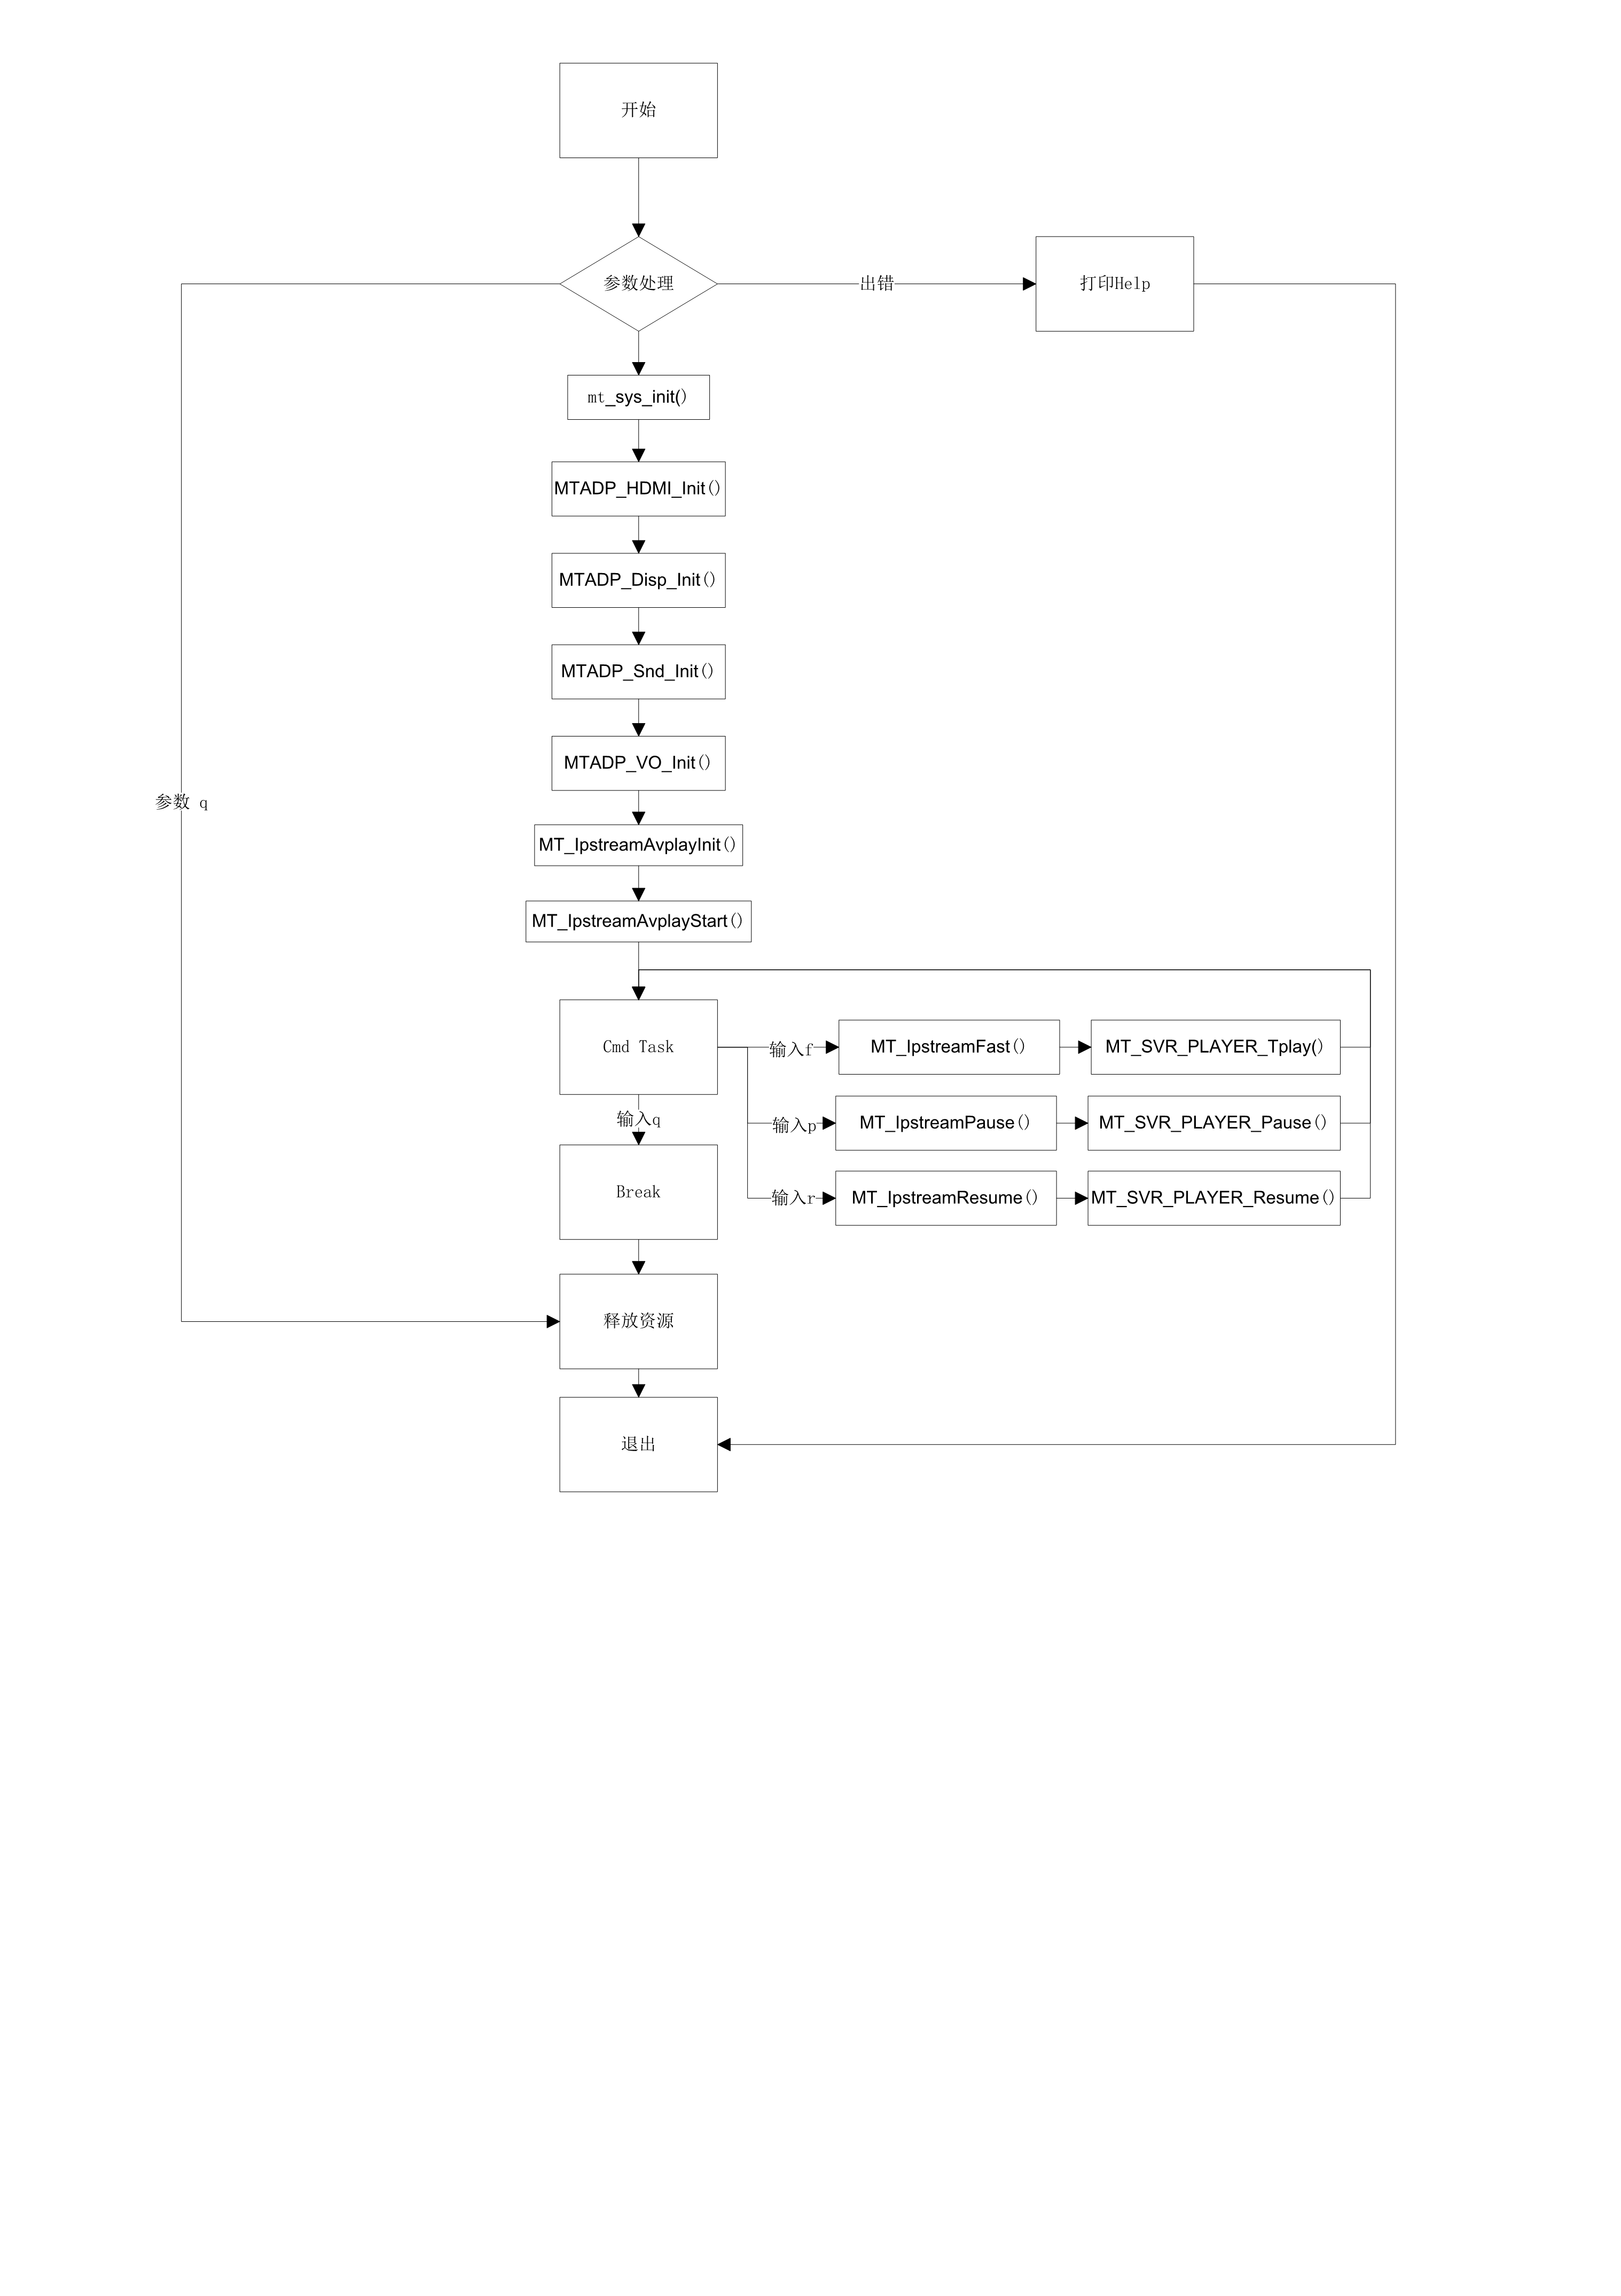 开始
参数处理
出错
打印Help
mt_sys_init()
MTADP_HDMI_Init()
MTADP_Disp_Init()
MTADP_Snd_Init()
MTADP_VO_Init()
参数 q
MT_IpstreamAvplayInit()
MT_IpstreamAvplayStart()
Cmd Task
输入f
MT_IpstreamFast()
MT_SVR_PLAYER_Tplay()
输入q
输入p
MT_IpstreamPause()
MT_SVR_PLAYER_Pause()
Break
输入r
MT_IpstreamResume()
MT_SVR_PLAYER_Resume()
释放资源
退出